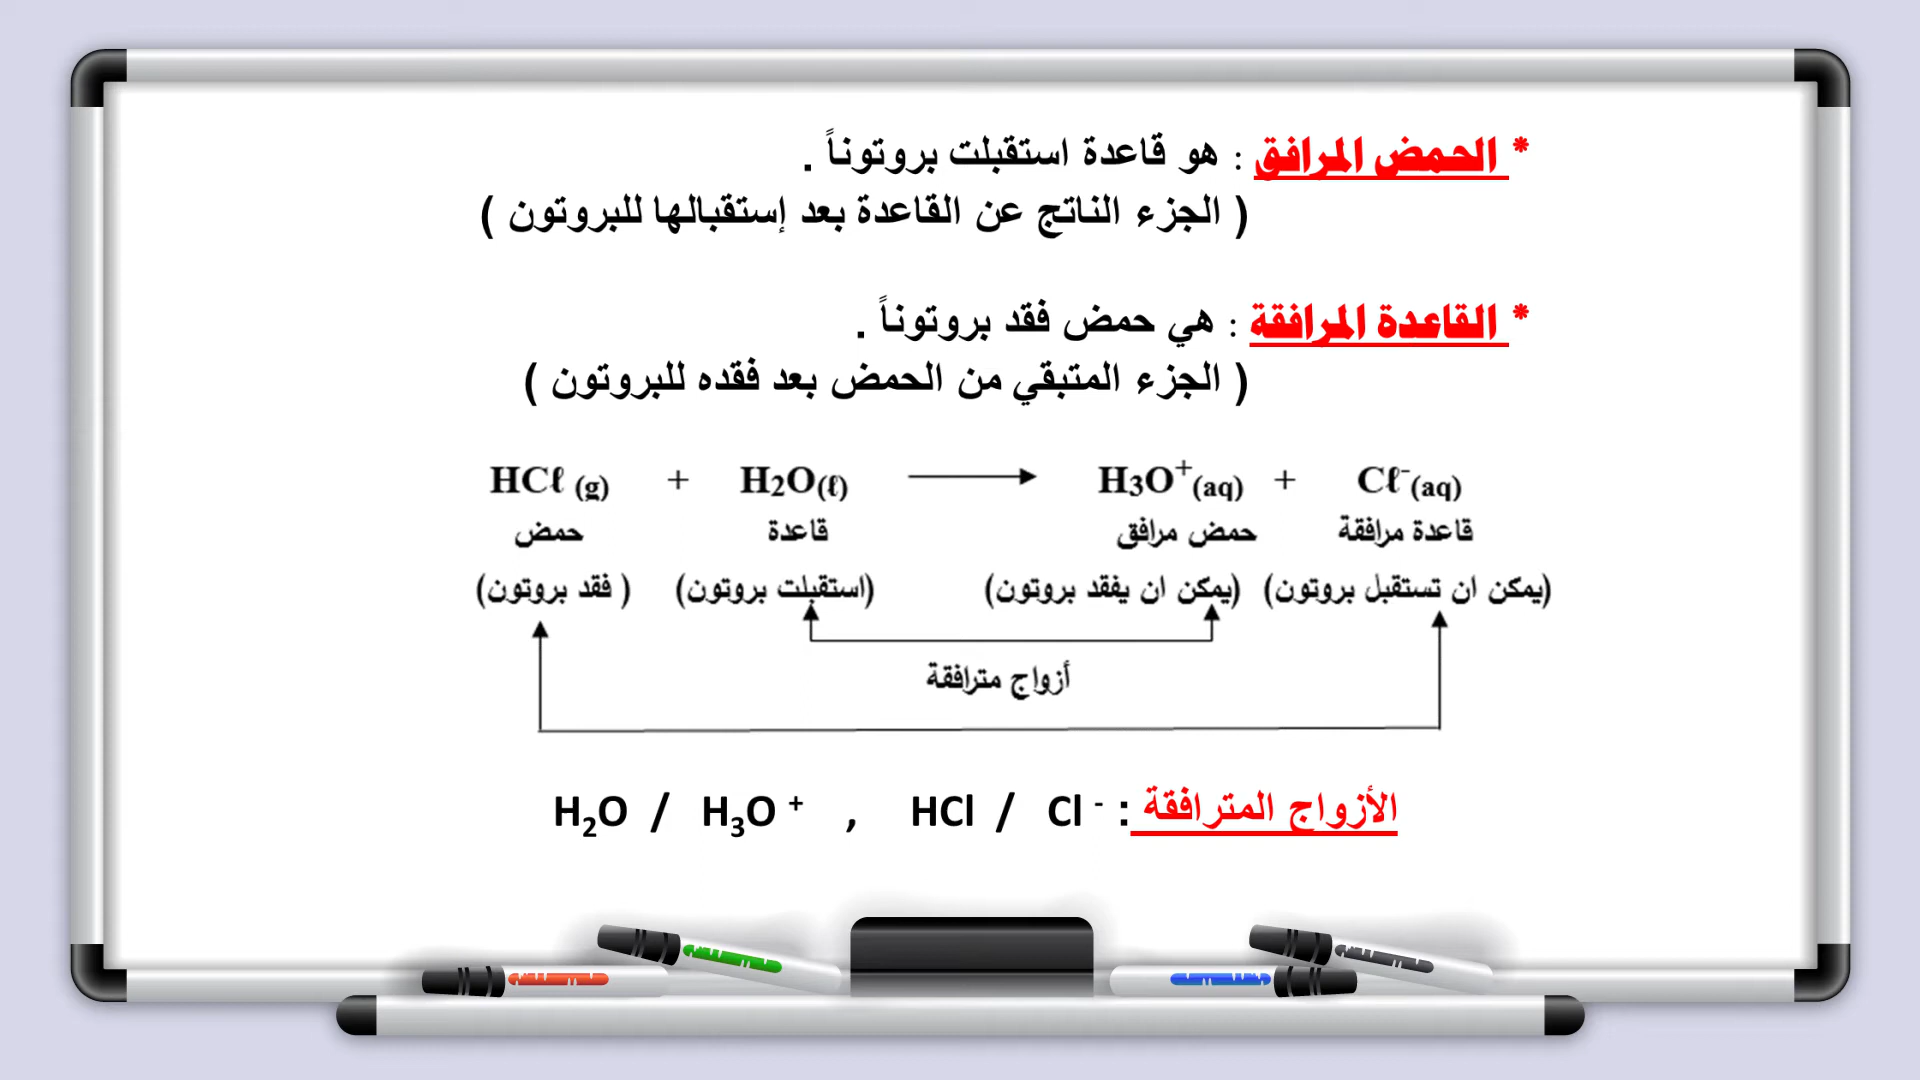 * الحمض المرافق : هو قاعدة استقبلت بروتوناً .
( الجزء الناتج عن القاعدة بعد إستقبالها للبروتون )
* القاعدة المرافقة : هي حمض فقد بروتوناً .
( الجزء المتبقي من الحمض بعد فقده للبروتون )
HCℓ (g) + H2O(ℓ) ⟶ H3O⁺(aq) + Cℓ⁻(aq)
حمض قاعدة حمض مرافق قاعدة مرافقة
( فقد بروتون) (استقبلت بروتون) (يمكن ان يفقد بروتون) (يمكن ان تستقبل بروتون)
أزواج مترافقة
الأزواج المترافقة : H₂O / H₃O ⁺ , HCl / Cl ⁻